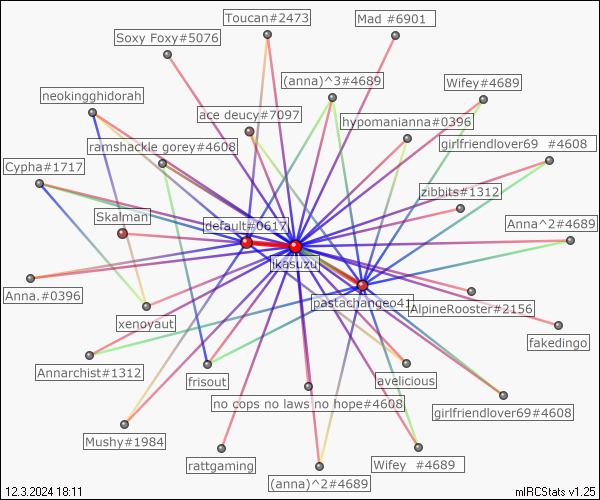 Toucan#2473
Mad #6901
Soxy Foxy#5076
(anna)^3#4689
Wifey#4689
neokingghidorah
ace deucy#7097
hypomanianna#0396
ramshackle gorey#4608
girlfriendlover69 #4608
Cypha#1717
zibbits#1312
Skalman
default#0617
Anna^2#4689
ikasuzu
Anna.#0396
pastachangeo41
AlpineRooster#2156
xenoyaut
fakedingo
Annarchist#1312
frisout
avelicious
no cops no laws no hope#4608
girlfriendlover69#4608
Mushy#1984
rattgaming
Wifey #4689
(anna)^2#4689
12.3.2024 18:11
mIRCStats v1.25